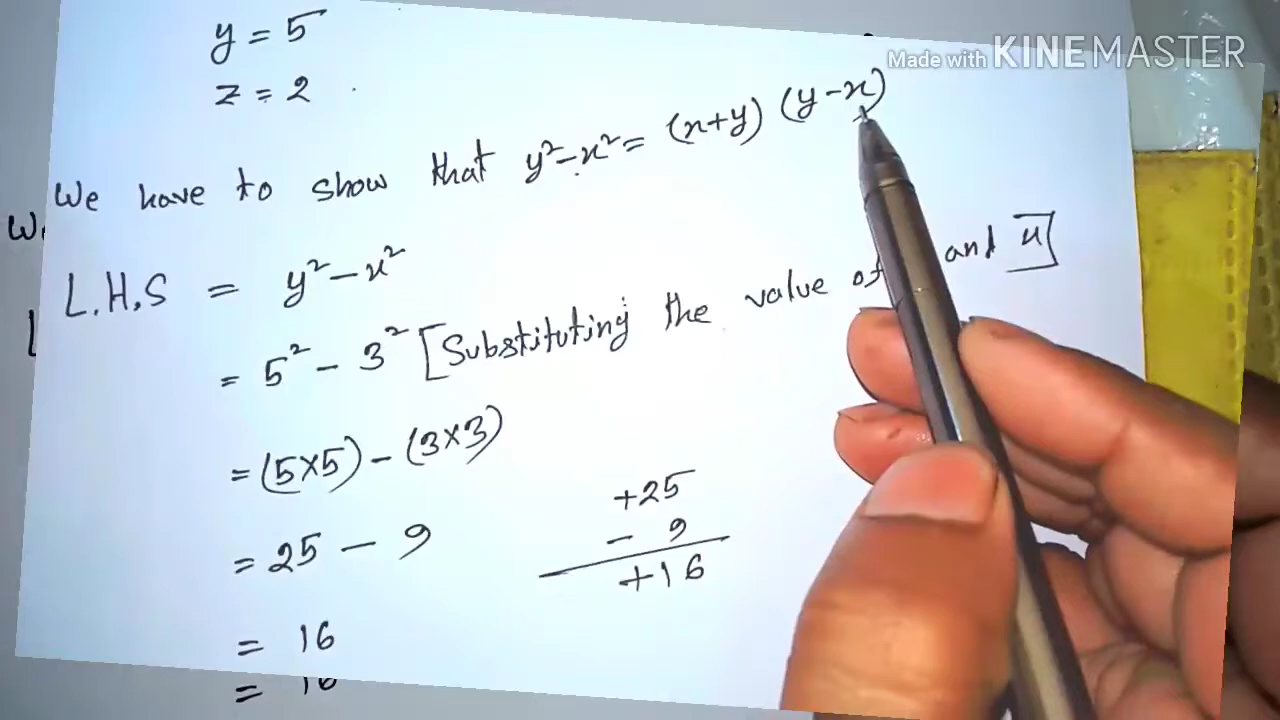 y = 5
z = 2
Made with KINEMASTER
We have to show that y² - x² = (x+y) (y-x)
L.H.S = y² - x²
= 5² - 3² [Substituting the value of and x]
= (5×5) - (3×3)
= 25 - 9
+25
- 9
+16
= 16
= 16